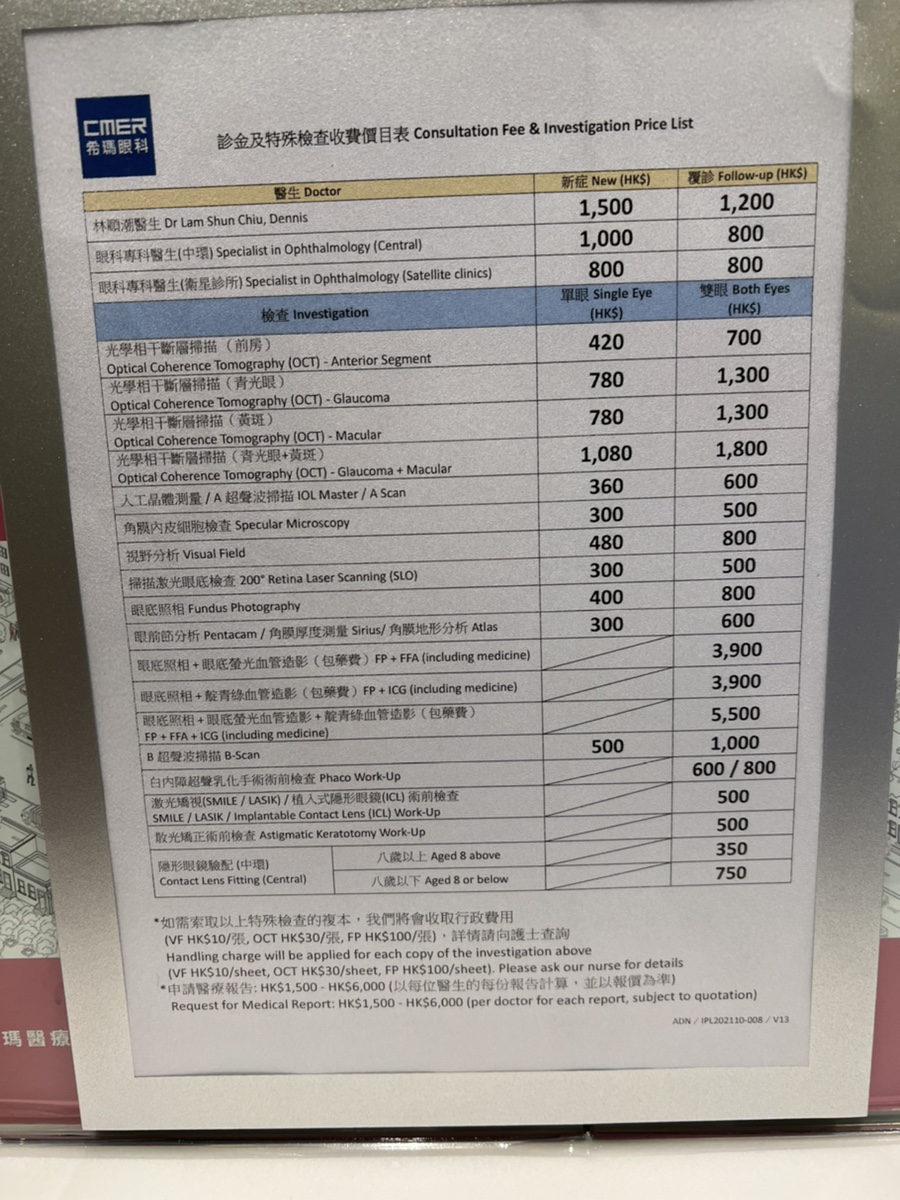 CMER
希瑪眼科
診金及特殊檢查收費價目表 Consultation Fee & Investigation Price List
醫生 Doctor 新症 New (HK$) 覆診 Follow-up (HK$)
林順潮醫生 Dr Lam Shun Chiu, Dennis 1,500 1,200
眼科專科醫生(中環) Specialist in Ophthalmology (Central) 1,000 800
眼科專科醫生(衛星診所) Specialist in Ophthalmology (Satellite clinics) 800 800
檢查 Investigation 單眼 Single Eye (HK$) 雙眼 Both Eyes (HK$)
光學相干斷層掃描（前房）
Optical Coherence Tomography (OCT) - Anterior Segment 420 700
光學相干斷層掃描（青光眼）
Optical Coherence Tomography (OCT) - Glaucoma 780 1,300
光學相干斷層掃描（黃斑）
Optical Coherence Tomography (OCT) - Macular 780 1,300
光學相干斷層掃描（青光眼+黃斑）
Optical Coherence Tomography (OCT) - Glaucoma + Macular 1,080 1,800
人工晶體測量 / A 超聲波掃描 IOL Master / A Scan 360 600
角膜內皮細胞檢查 Specular Microscopy 300 500
視野分析 Visual Field 480 800
掃描激光眼底檢查 200° Retina Laser Scanning (SLO) 300 500
眼底照相 Fundus Photography 400 800
眼前節分析 Pentacam / 角膜厚度測量 Sirius/ 角膜地形分析 Atlas 300 600
眼底照相 + 眼底螢光血管造影（包藥費）FP + FFA (including medicine) 3,900
眼底照相 + 靛青綠血管造影（包藥費）FP + ICG (including medicine) 3,900
眼底照相 + 眼底螢光血管造影 + 靛青綠血管造影（包藥費）
FP + FFA + ICG (including medicine) 5,500
B 超聲波掃描 B-Scan 500 1,000
白內障超聲乳化手術術前檢查 Phaco Work-Up 600 / 800
激光矯視(SMILE / LASIK) / 植入式隱形眼鏡(ICL) 術前檢查
SMILE / LASIK / Implantable Contact Lens (ICL) Work-Up 500
散光矯正術前檢查 Astigmatic Keratotomy Work-Up 500
隱形眼鏡驗配 (中環)
Contact Lens Fitting (Central)
八歲以上 Aged 8 above 350
八歲以下 Aged 8 or below 750
*如需索取以上特殊檢查的複本，我們將會收取行政費用
(VF HK$10/張, OCT HK$30/張, FP HK$100/張)，詳情請向護士查詢
Handling charge will be applied for each copy of the investigation above
(VF HK$10/sheet, OCT HK$30/sheet, FP HK$100/sheet). Please ask our nurse for details
*申請醫療報告: HK$1,500 - HK$6,000 (以每位醫生的每份報告計算，並以報價為準)
Request for Medical Report: HK$1,500 - HK$6,000 (per doctor for each report, subject to quotation)
ADN / IPL202110-008 / V13
瑪醫療